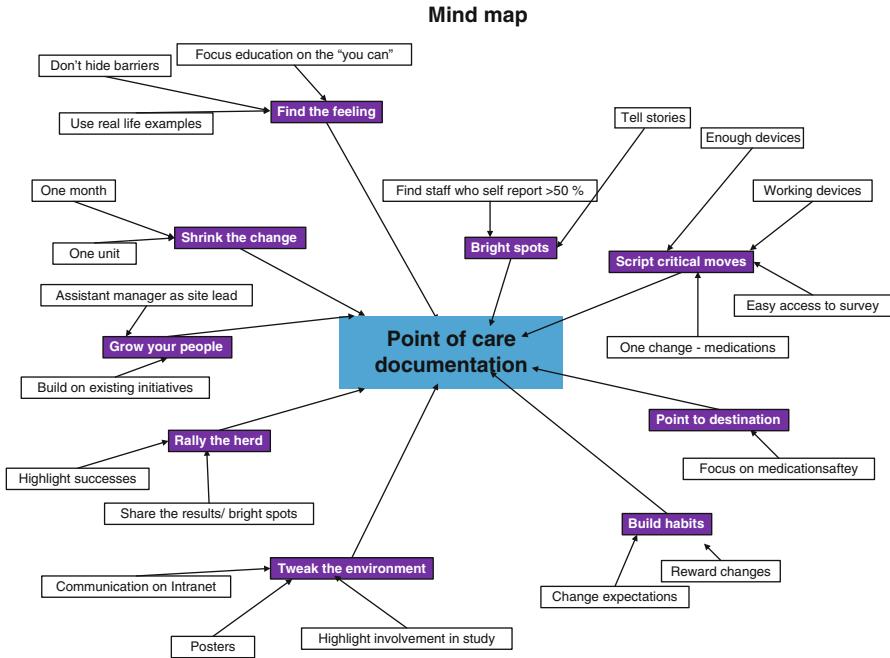 Mind map
Focus education on the “you can”
Don’t hide barriers
Find the feeling
Use real life examples
Tell stories
Enough devices
One month
Find staff who self report >50 %
Working devices
Shrink the change
One unit
Bright spots
Script critical moves
Assistant manager as site lead
Easy access to survey
Grow your people
Point of care
documentation
One change - medications
Build on existing initiatives
Rally the herd
Point to destination
Highlight successes
Focus on medicationsaftey
Share the results/ bright spots
Build habits
Tweak the environment
Reward changes
Communication on Intranet
Change expectations
Posters
Highlight involvement in study